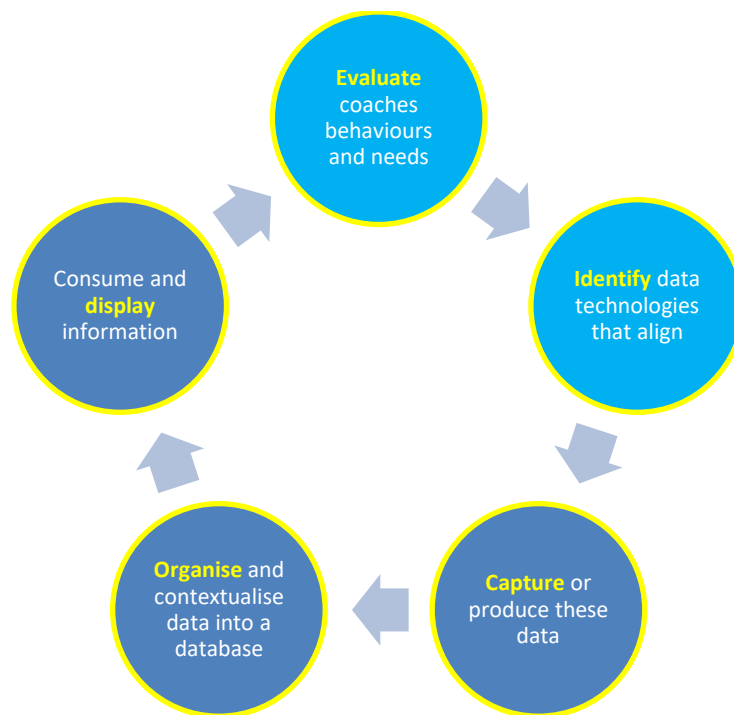 Evaluate
coaches
behaviours
and needs
Identify data
technologies
that align
Capture or
produce these
data
Organise and
contextualise
data into a
database
Consume and
display
information